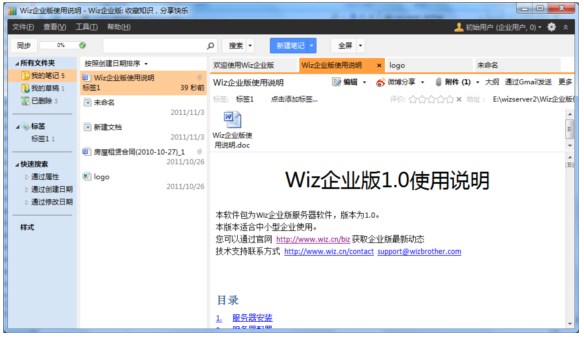 Wiz企业版使用说明 - Wiz企业版: 收藏知识，分享快乐
文件(F) 查看(V) 工具(T) 帮助(H) 初始用户 (企业用户, 0)
同步 0% 搜索 新建笔记 全屏
所有文件夹
我的笔记 5
我的草稿 1
已删除 3
标签
标签1 1
快速搜索
通过属性
通过创建日期
通过修改日期
样式
按照创建日期排序
Wiz企业版使用说明
标签1 39 秒前
未命名
2011/11/3
新建文档
2011/11/3
房屋租赁合同(2010-10-27)_1
2011/10/26
logo
2011/10/26
欢迎使用Wiz企业版 Wiz企业版使用说明 logo 未命名
Wiz企业版使用说明 编辑 微博分享 附件 (1) 大纲 通过Gmail发送 更多
标签: 标签1 点击添加标签... 评价: 地址: E:\wizserver2\Wiz企业版
Wiz企业版使
用说明.doc
Wiz企业版1.0使用说明
本软件包为Wiz企业版服务器软件，版本为1.0。
本版本适合中小型企业使用。
您可以通过官网 http://www.wiz.cn/biz 获取企业版最新动态
技术支持联系方式 http://www.wiz.cn/contact support@wizbrother.com
目录
1. 服务器安装
2. 服务器配置